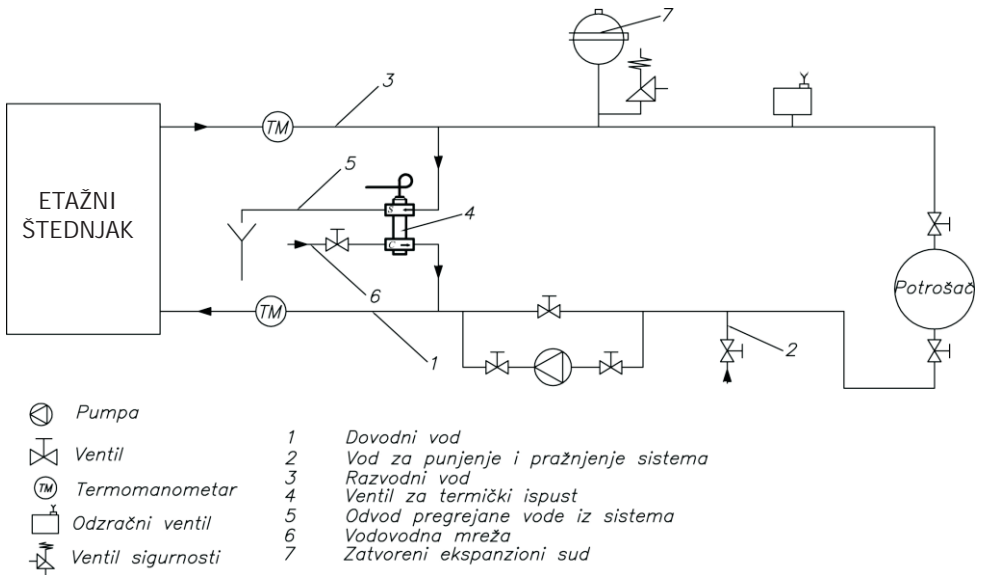 7
3
TM
5
ETAŽNI
ŠTEDNJAK
S
4
C
6
Potrošač
TM
1
2
Pumpa
Ventil
TM Termomanometar
Odzračni ventil
Ventil sigurnosti
1 Dovodni vod
2 Vod za punjenje i pražnjenje sistema
3 Razvodni vod
4 Ventil za termički ispust
5 Odvod pregrejane vode iz sistema
6 Vodovodna mreža
7 Zatvoreni ekspanzioni sud